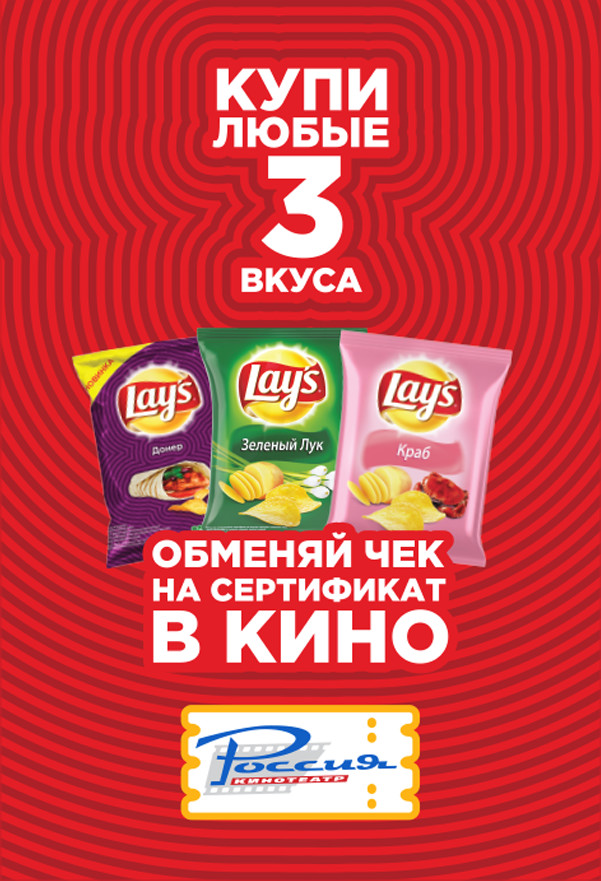 КУПИ
ЛЮБЫЕ
3
ВКУСА
НОВИНКА
Lay's
Донер
Lay's
Зеленый Лук
Lay's
Краб
ОБМЕНЯЙ ЧЕК
НА СЕРТИФИКАТ
В КИНО
Россия
КИНОТЕАТР